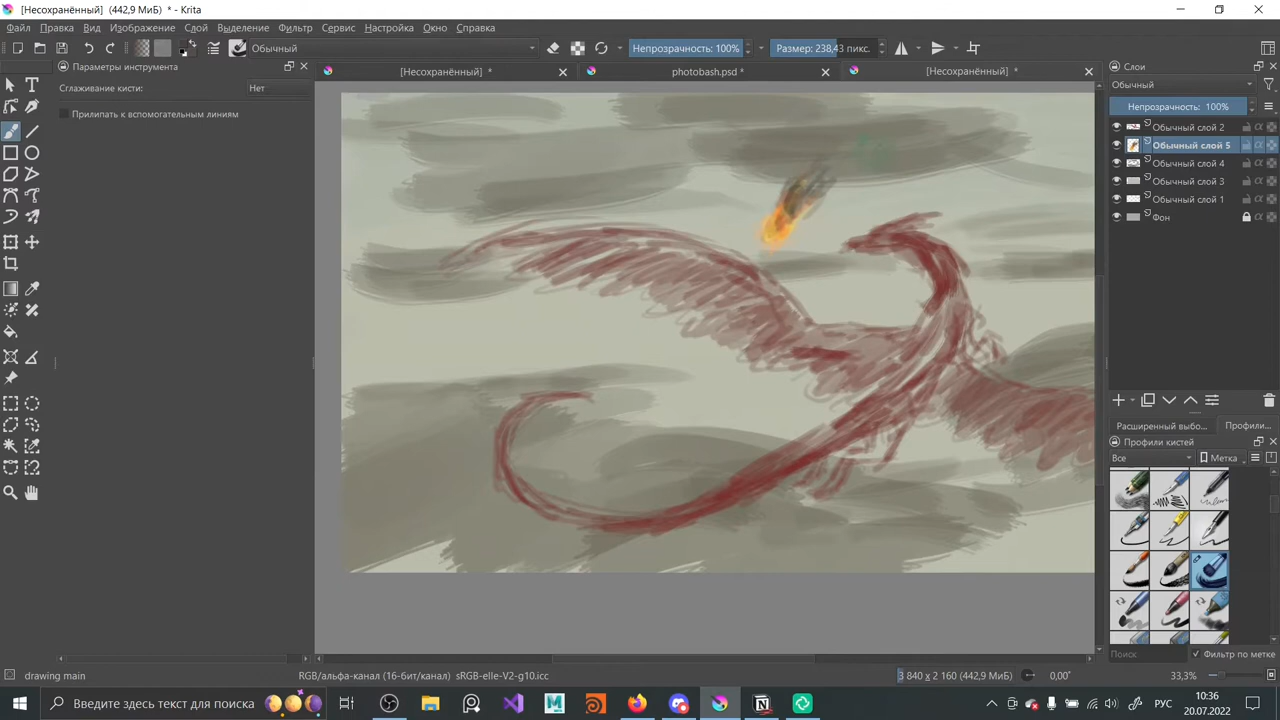 [Несохранённый] (442,9 МиБ) * - Krita
Файл Правка Вид Изображение Слой Выделение Фильтр Сервис Настройка Окно Справка
Обычный Непрозрачность: 100% Размер: 238,43 пикс.
Параметры инструмента
Сглаживание кисти: Нет
Прилипать к вспомогательным линиям
[Несохранённый] *
photobash.psd *
[Несохранённый] *
Слои
Обычный
Непрозрачность: 100%
Обычный слой 2
Обычный слой 5
Обычный слой 4
Обычный слой 3
Обычный слой 1
Фон
Расширенный выбо... Профили...
Профили кистей
Все Метка
Поиск Фильтр по метке
drawing main RGB/альфа-канал (16-бит/канал) sRGB-elle-V2-g10.icc 3 840 x 2 160 (442,9 МиБ) 0,00° 33,3%
Введите здесь текст для поиска РУС 10:36
20.07.2022